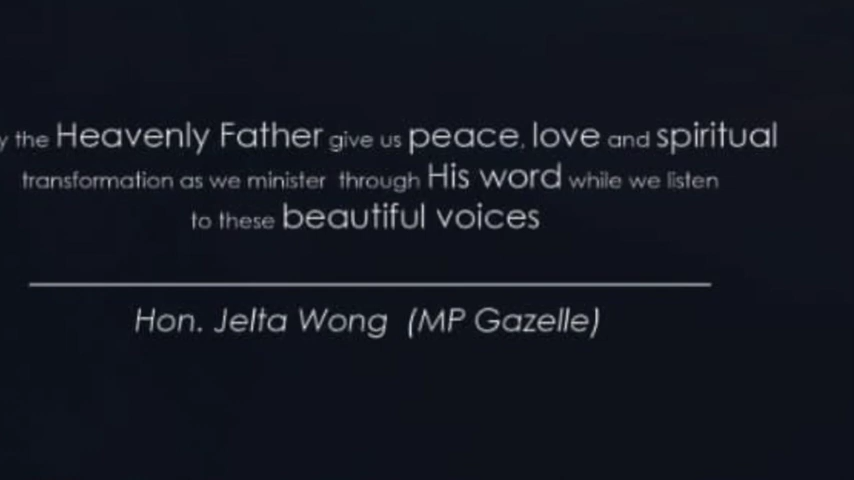 the Heavenly Father give us peace, love and spiritual
transformation as we minister through His word while we listen
to these beautiful voices
Hon. Jelta Wong (MP Gazelle)